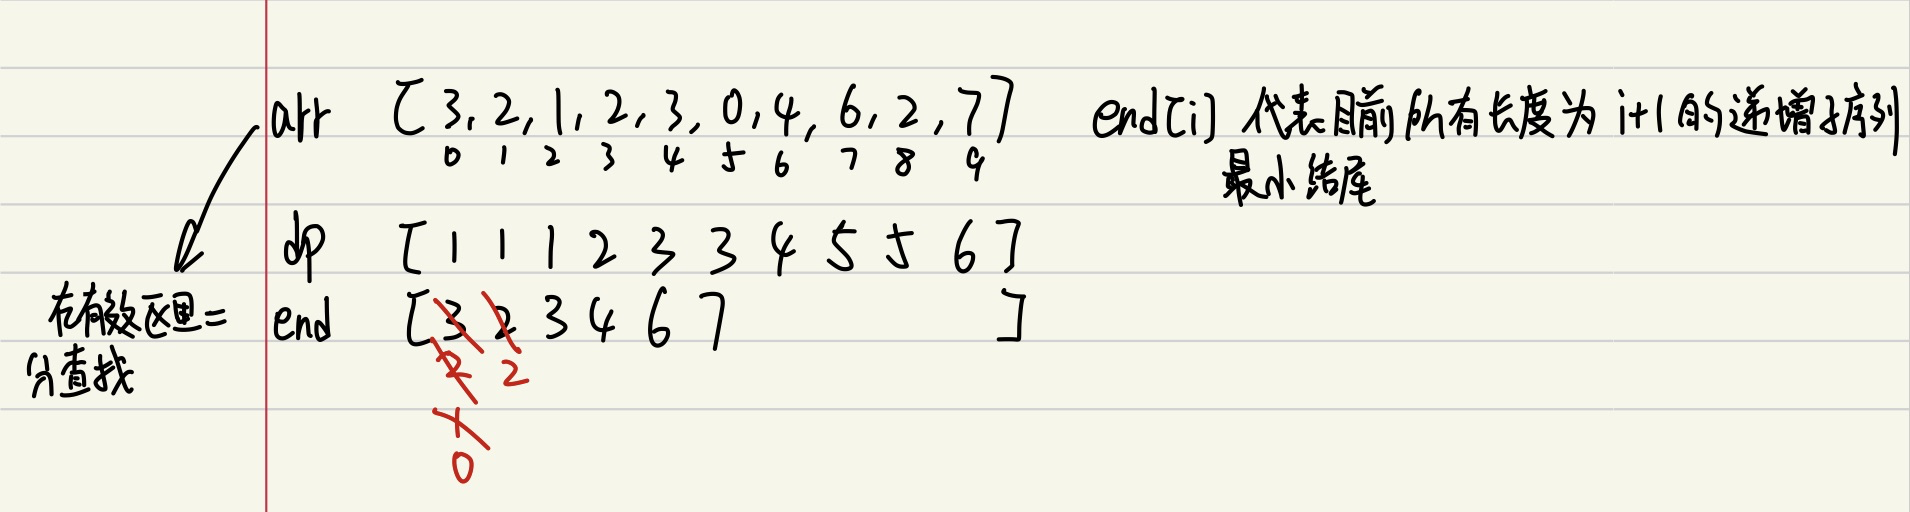 arr [3, 2, 1, 2, 3, 0, 4, 6, 2, 7] end[i] 代表目前所有长度为 i+1 的递增子序列
0 1 2 3 4 5 6 7 8 9
最小结尾
dp [1 1 1 2 3 3 4 5 5 6]
在有效区里二
分查找
end [3 2 3 4 6 7 ]
2 2
1
0